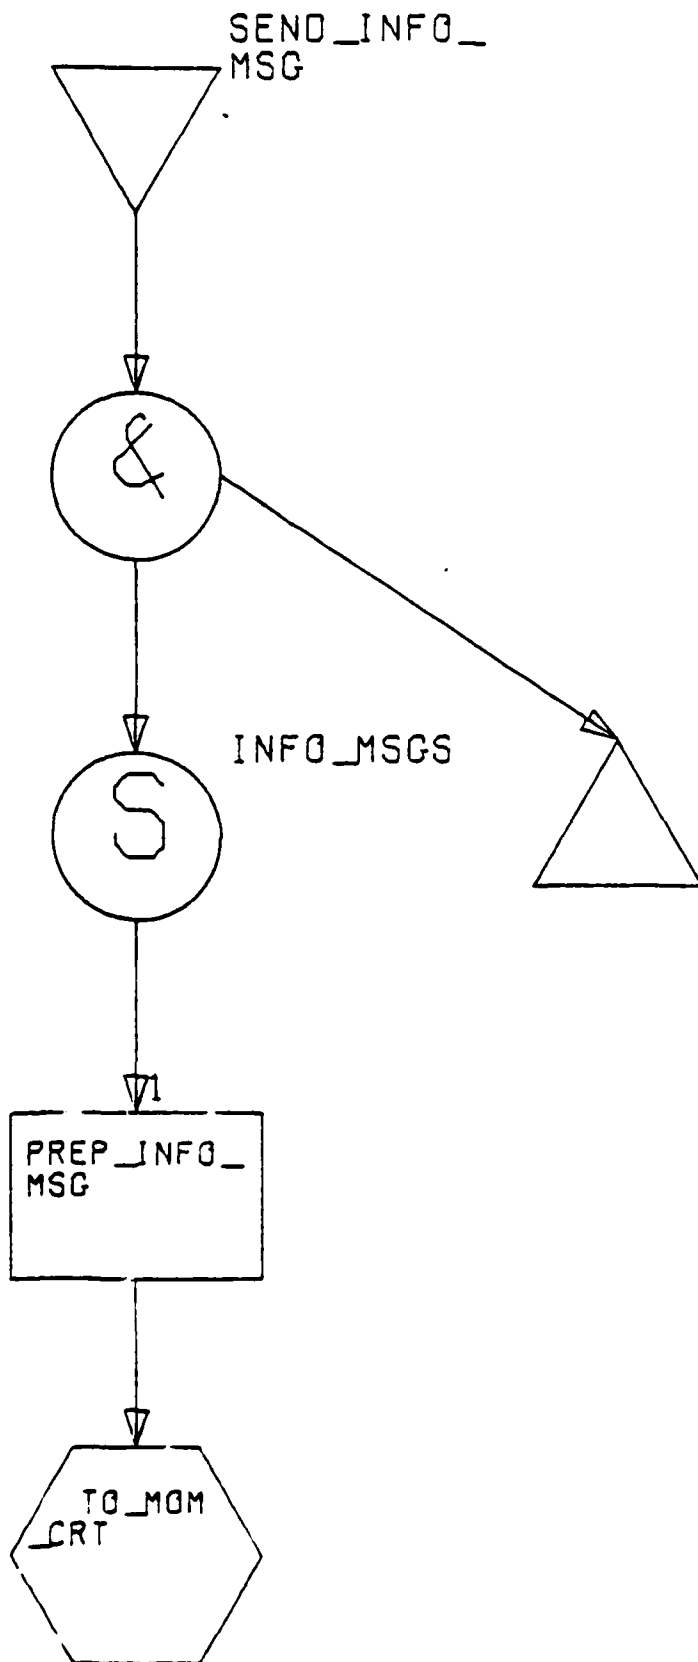 SEND_INFO_
MSG
&
INFO_MSGS
S
1
PREP_INFO_
MSG
TO_MOM
_CRT